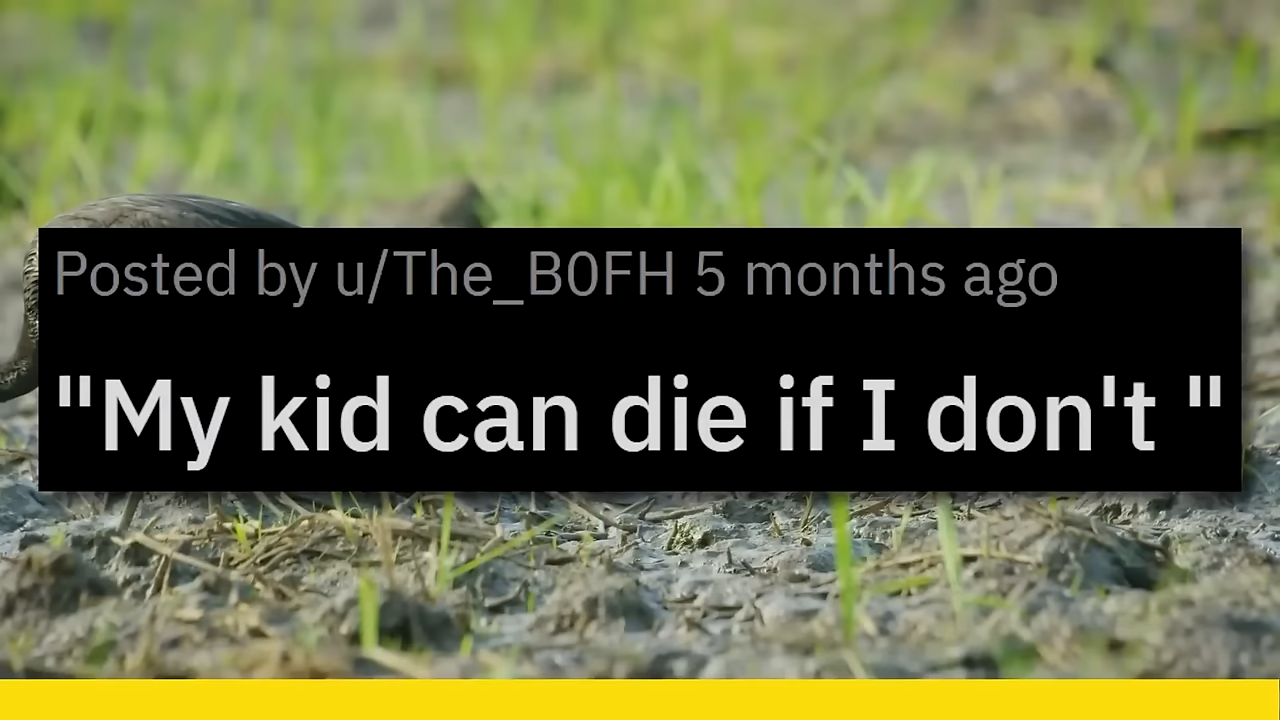 Posted by u/The_B0FH 5 months ago
"My kid can die if I don't "